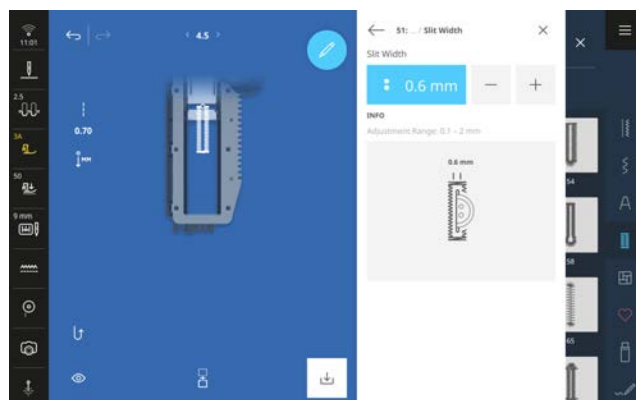 11:01
2.5
3A
50
9 mm
4.5
0.70
MM
51: ... / Slit Width
Slit Width
0.6 mm
INFO
Adjustment Range: 0.1 – 2 mm
0.6 mm
54
58
65